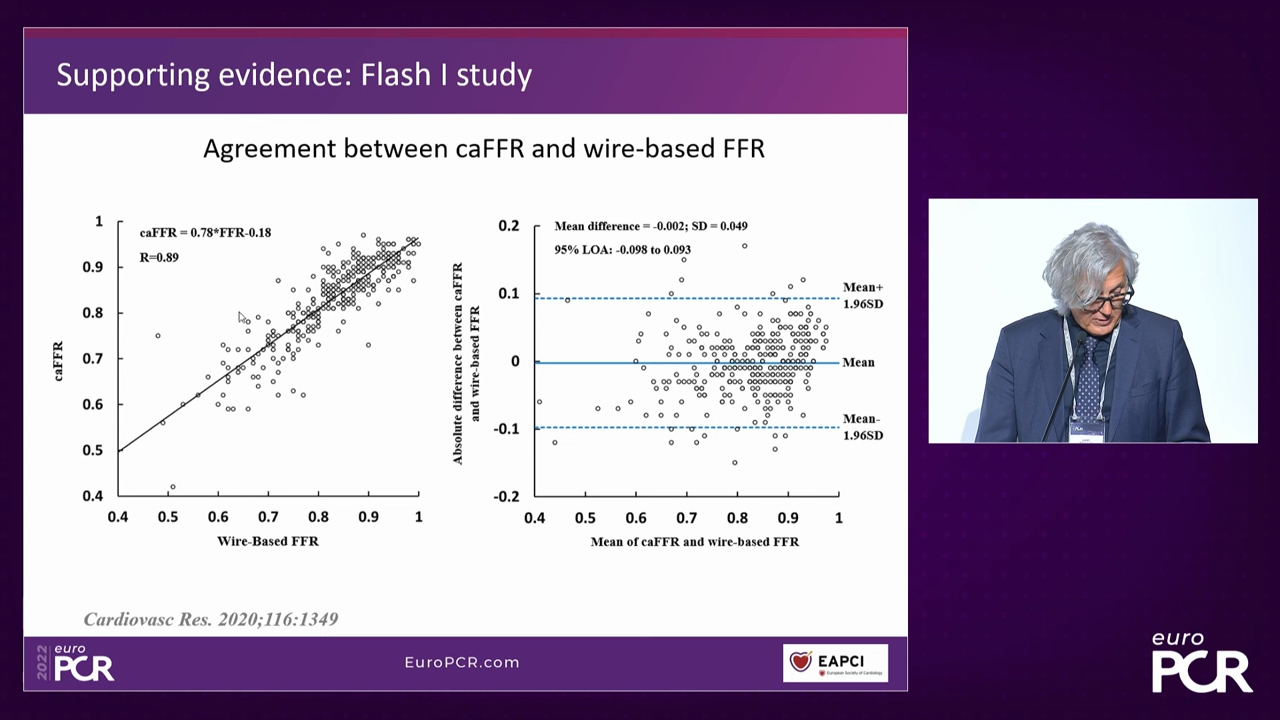 Supporting evidence: Flash I study
Agreement between caFFR and wire-based FFR
caFFR = 0.78*FFR-0.18
R=0.89
caFFR
1
0.9
0.8
0.7
0.6
0.5
0.4
0.4 0.5 0.6 0.7 0.8 0.9 1
Wire-Based FFR
Mean difference = -0.002; SD = 0.049
95% LOA: -0.098 to 0.093
Absolute difference between caFFR
and wire-based FFR
0.2
0.1
0
-0.1
-0.2
Mean+
1.96SD
Mean
Mean-
1.96SD
0.4 0.5 0.6 0.7 0.8 0.9 1
Mean of caFFR and wire-based FFR
Cardiovasc Res. 2020;116:1349
2022
euro
PCR
EuroPCR.com
EAPCI
European Society of Cardiology
euro
PCR